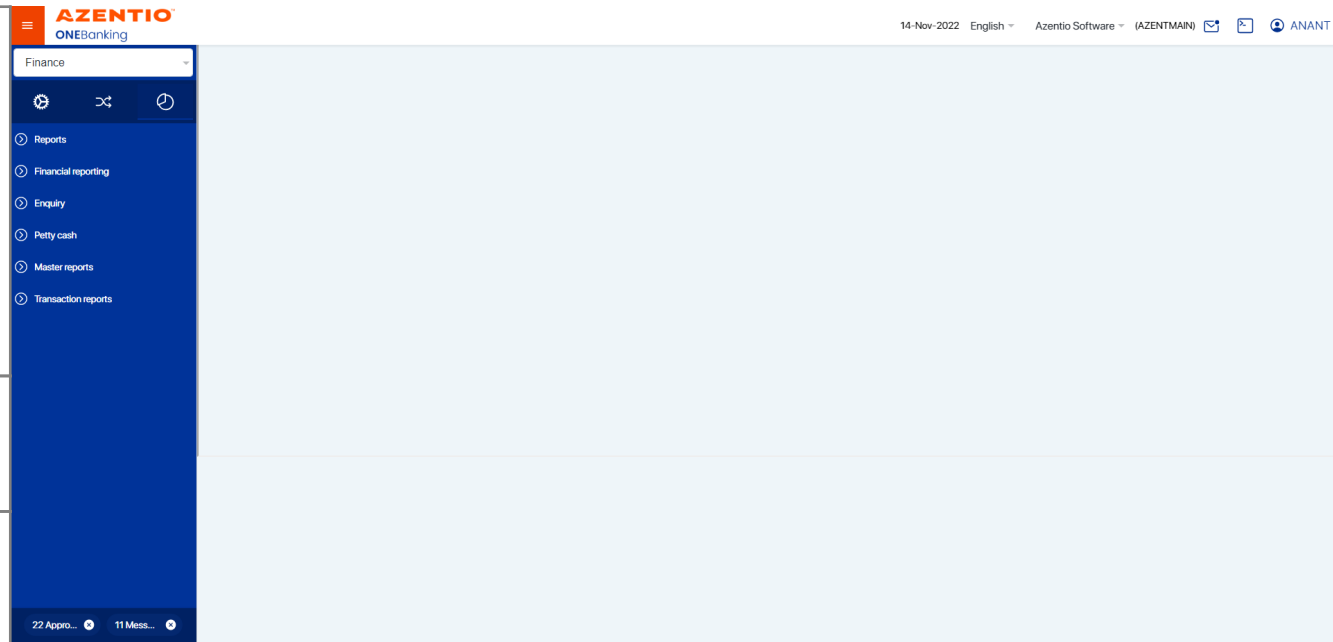 AZENTIO™
ONEBanking
14-Nov-2022 English Azentio Software (AZENTMAIN) ANANT
Finance
Reports
Financial reporting
Enquiry
Petty cash
Master reports
Transaction reports
22 Appro... 11 Mess...